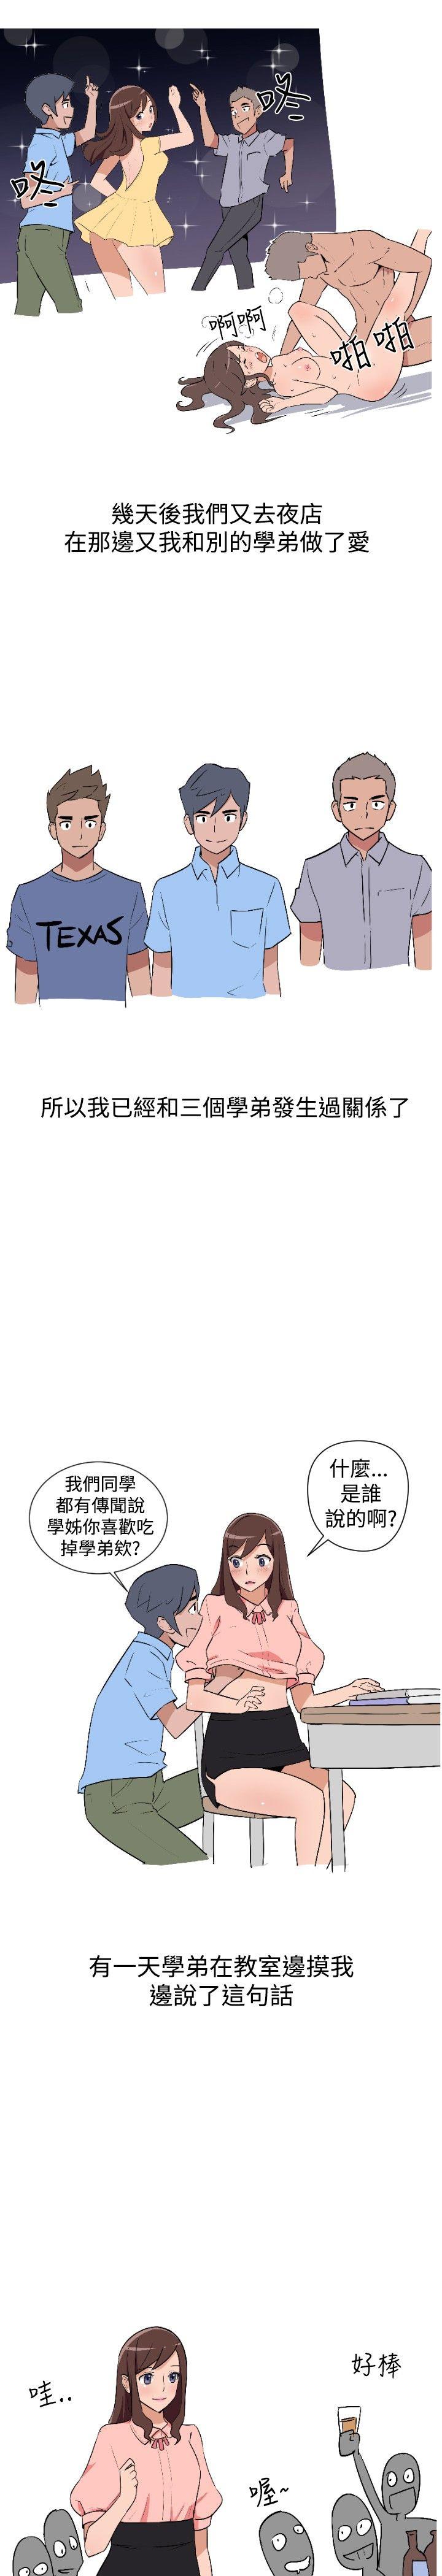 咚
咚
啊啊
啪啪
幾天後我們又去夜店
在那邊又我和別的學弟做了愛
TEXAS
所以我已經和三個學弟發生過關係了
我們同學
都有傳聞說
學姊你喜歡吃
掉學弟欸?
什麼...
是誰
說的啊?
有一天學弟在教室邊摸我
邊說了這句話
好棒
哇..
喔~